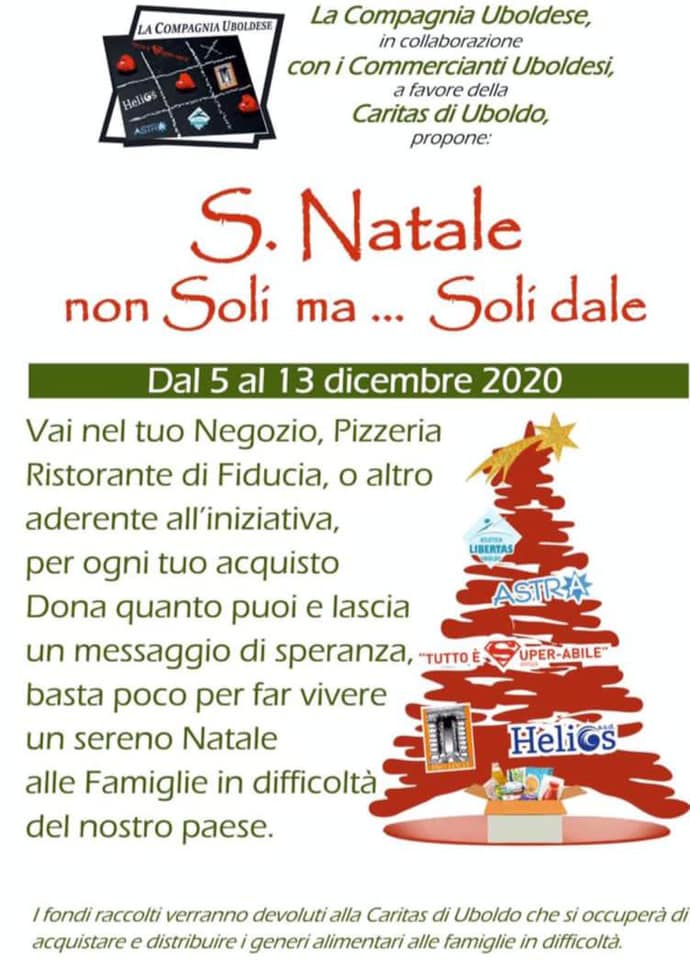 LA COMPAGNIA UBOLDESE
Helios
ASTRA
La Compagnia Uboldese,
in collaborazione
con i Commercianti Uboldesi,
a favore della
Caritas di Uboldo,
propone:
S. Natale
non Soli ma ... Soli dale
Dal 5 al 13 dicembre 2020
Vai nel tuo Negozio, Pizzeria
Ristorante di Fiducia, o altro
aderente all'iniziativa,
per ogni tuo acquisto
Dona quanto puoi e lascia
un messaggio di speranza,
basta poco per far vivere
un sereno Natale
alle Famiglie in difficoltà
del nostro paese.
ATLETICA
LIBERTAS
UBOLDO
ASTRA
"TUTTO È SUPER-ABILE"
Helios
I fondi raccolti verranno devoluti alla Caritas di Uboldo che si occuperà di
acquistare e distribuire i generi alimentari alle famiglie in difficoltà.